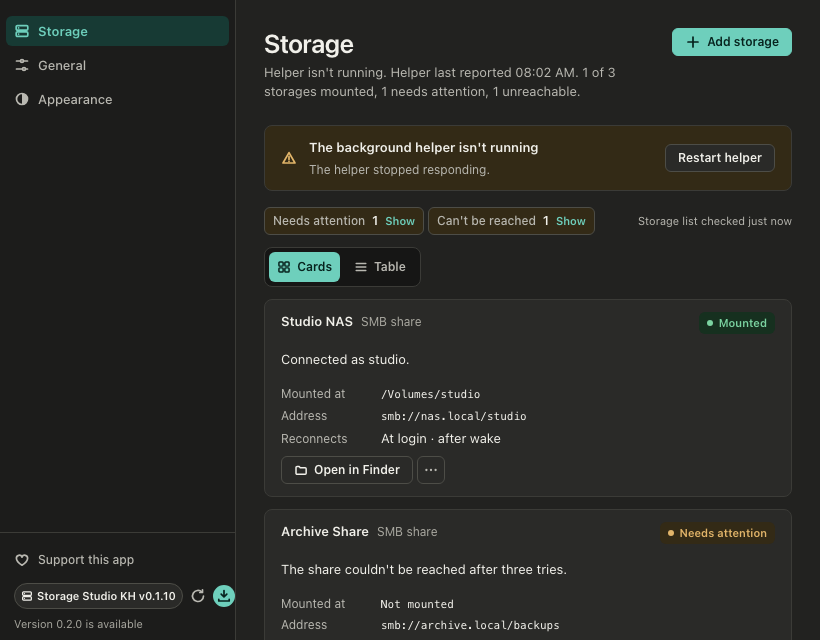 Storage
General
Appearance
Support this app
Storage Studio KH v0.1.10
Version 0.2.0 is available
Storage
Add storage
Helper isn't running. Helper last reported 08:02 AM. 1 of 3
storages mounted, 1 needs attention, 1 unreachable.
The background helper isn't running
The helper stopped responding.
Restart helper
Needs attention 1 Show
Can't be reached 1 Show
Storage list checked just now
Cards
Table
Studio NAS SMB share
Mounted
Connected as studio.
Mounted at /Volumes/studio
Address smb://nas.local/studio
Reconnects At login · after wake
Open in Finder
Archive Share SMB share
Needs attention
The share couldn't be reached after three tries.
Mounted at Not mounted
Address smb://archive.local/backups